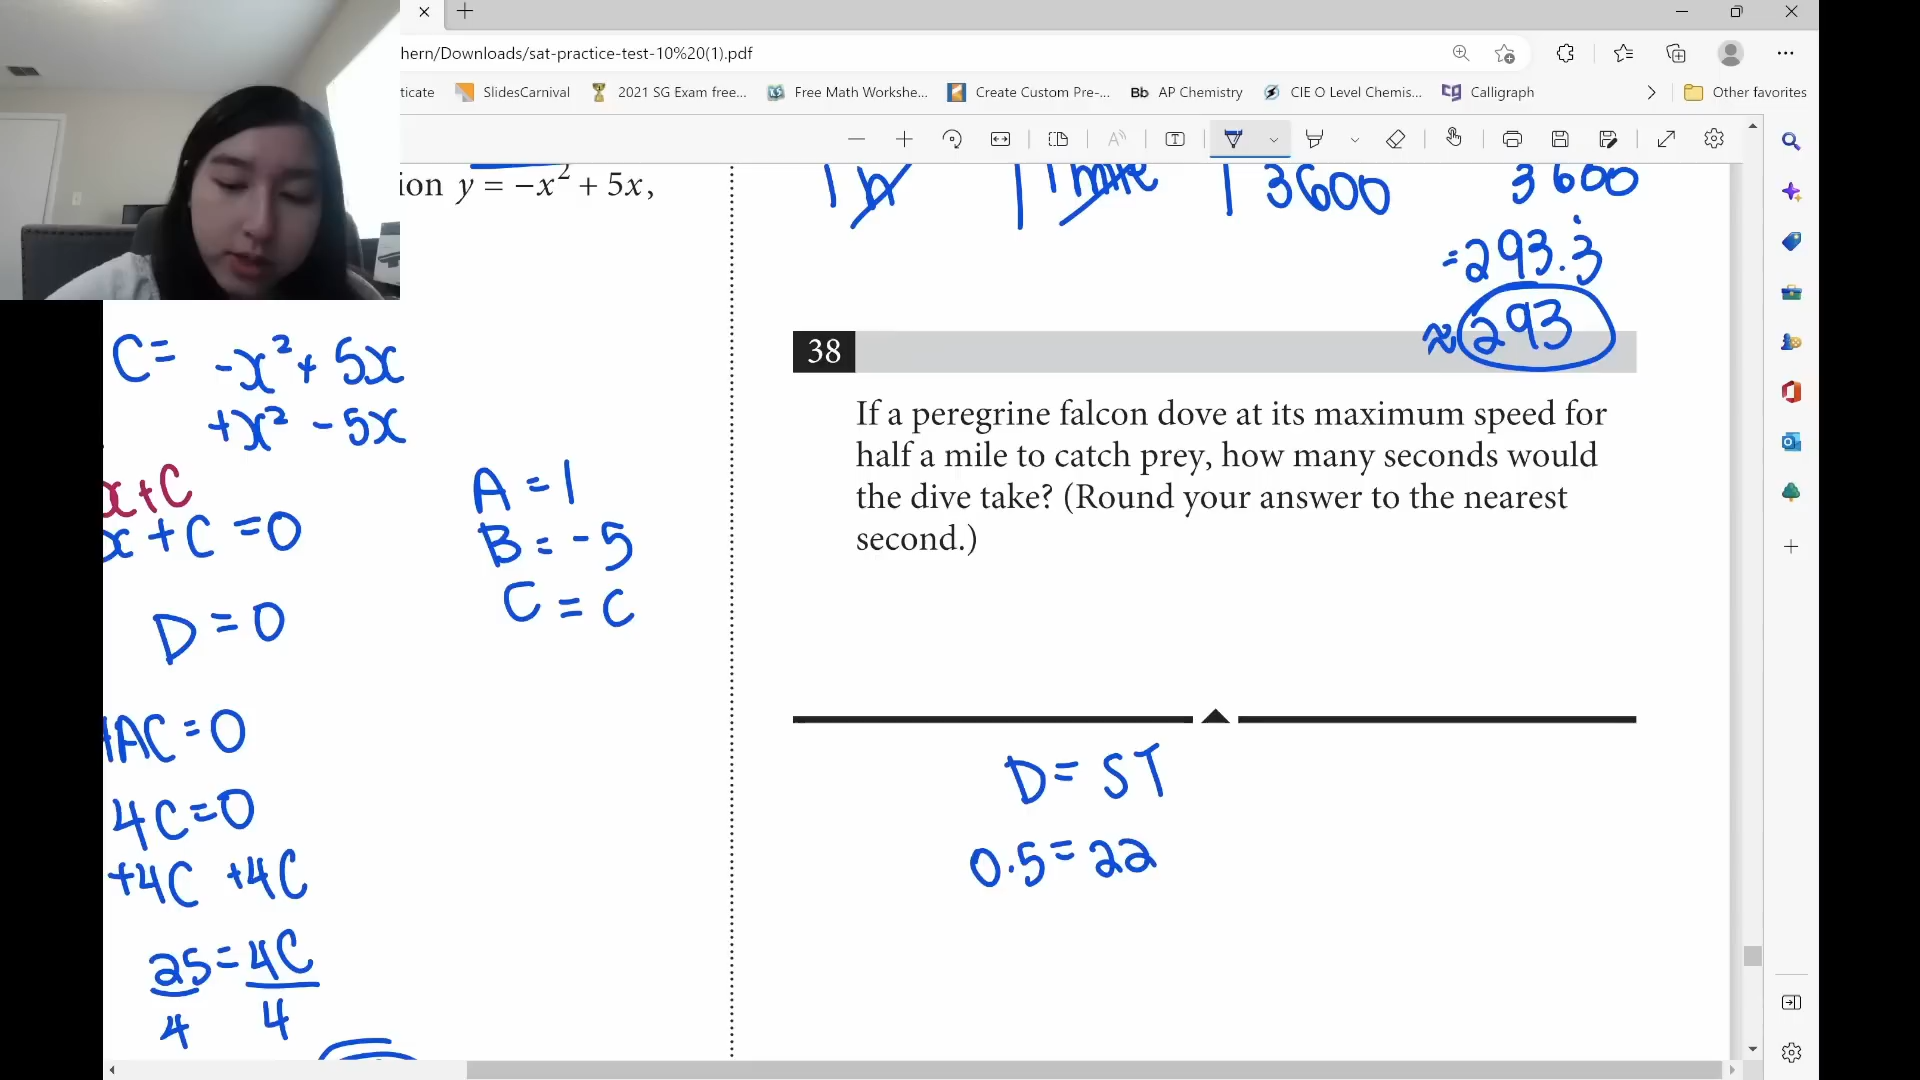 hern/Downloads/sat-practice-test-10%20(1).pdf
ticate SlidesCarnival 2021 SG Exam free... Free Math Workshe... Create Custom Pre-... Bb AP Chemistry CIE O Level Chemis... Calligraph Other favorites
ion y = −x² + 5x,
C= -x² + 5x
+x² - 5x
x+C
x + C = 0
D = 0
4AC = 0
4C = 0
+4C +4C
25 = 4C
4 4
A = 1
B = -5
C = C
1 h 1 3600
3600
= 293.3
≈ 293
38
If a peregrine falcon dove at its maximum speed for
half a mile to catch prey, how many seconds would
the dive take? (Round your answer to the nearest
second.)
D = ST
0.5 = 22